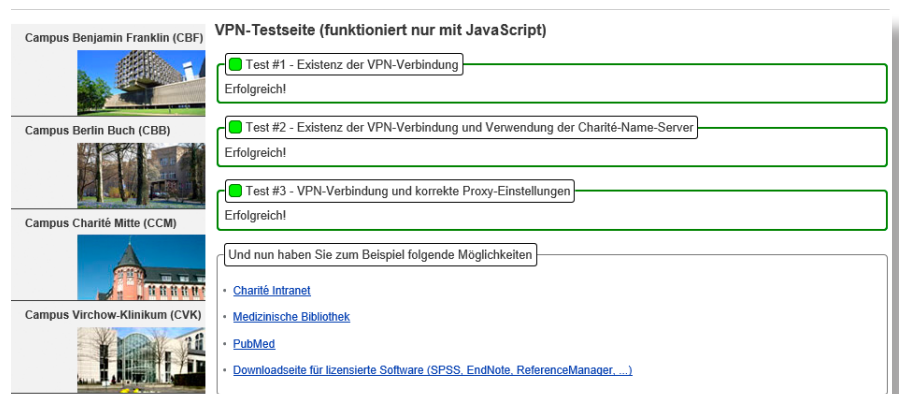 Campus Benjamin Franklin (CBF)
Campus Berlin Buch (CBB)
Campus Charité Mitte (CCM)
Campus Virchow-Klinikum (CVK)
VPN-Testseite (funktioniert nur mit JavaScript)
Test #1 - Existenz der VPN-Verbindung
Erfolgreich!
Test #2 - Existenz der VPN-Verbindung und Verwendung der Charité-Name-Server
Erfolgreich!
Test #3 - VPN-Verbindung und korrekte Proxy-Einstellungen
Erfolgreich!
Und nun haben Sie zum Beispiel folgende Möglichkeiten
• Charité Intranet
• Medizinische Bibliothek
• PubMed
• Downloadseite für lizensierte Software (SPSS, EndNote, ReferenceManager, ...)